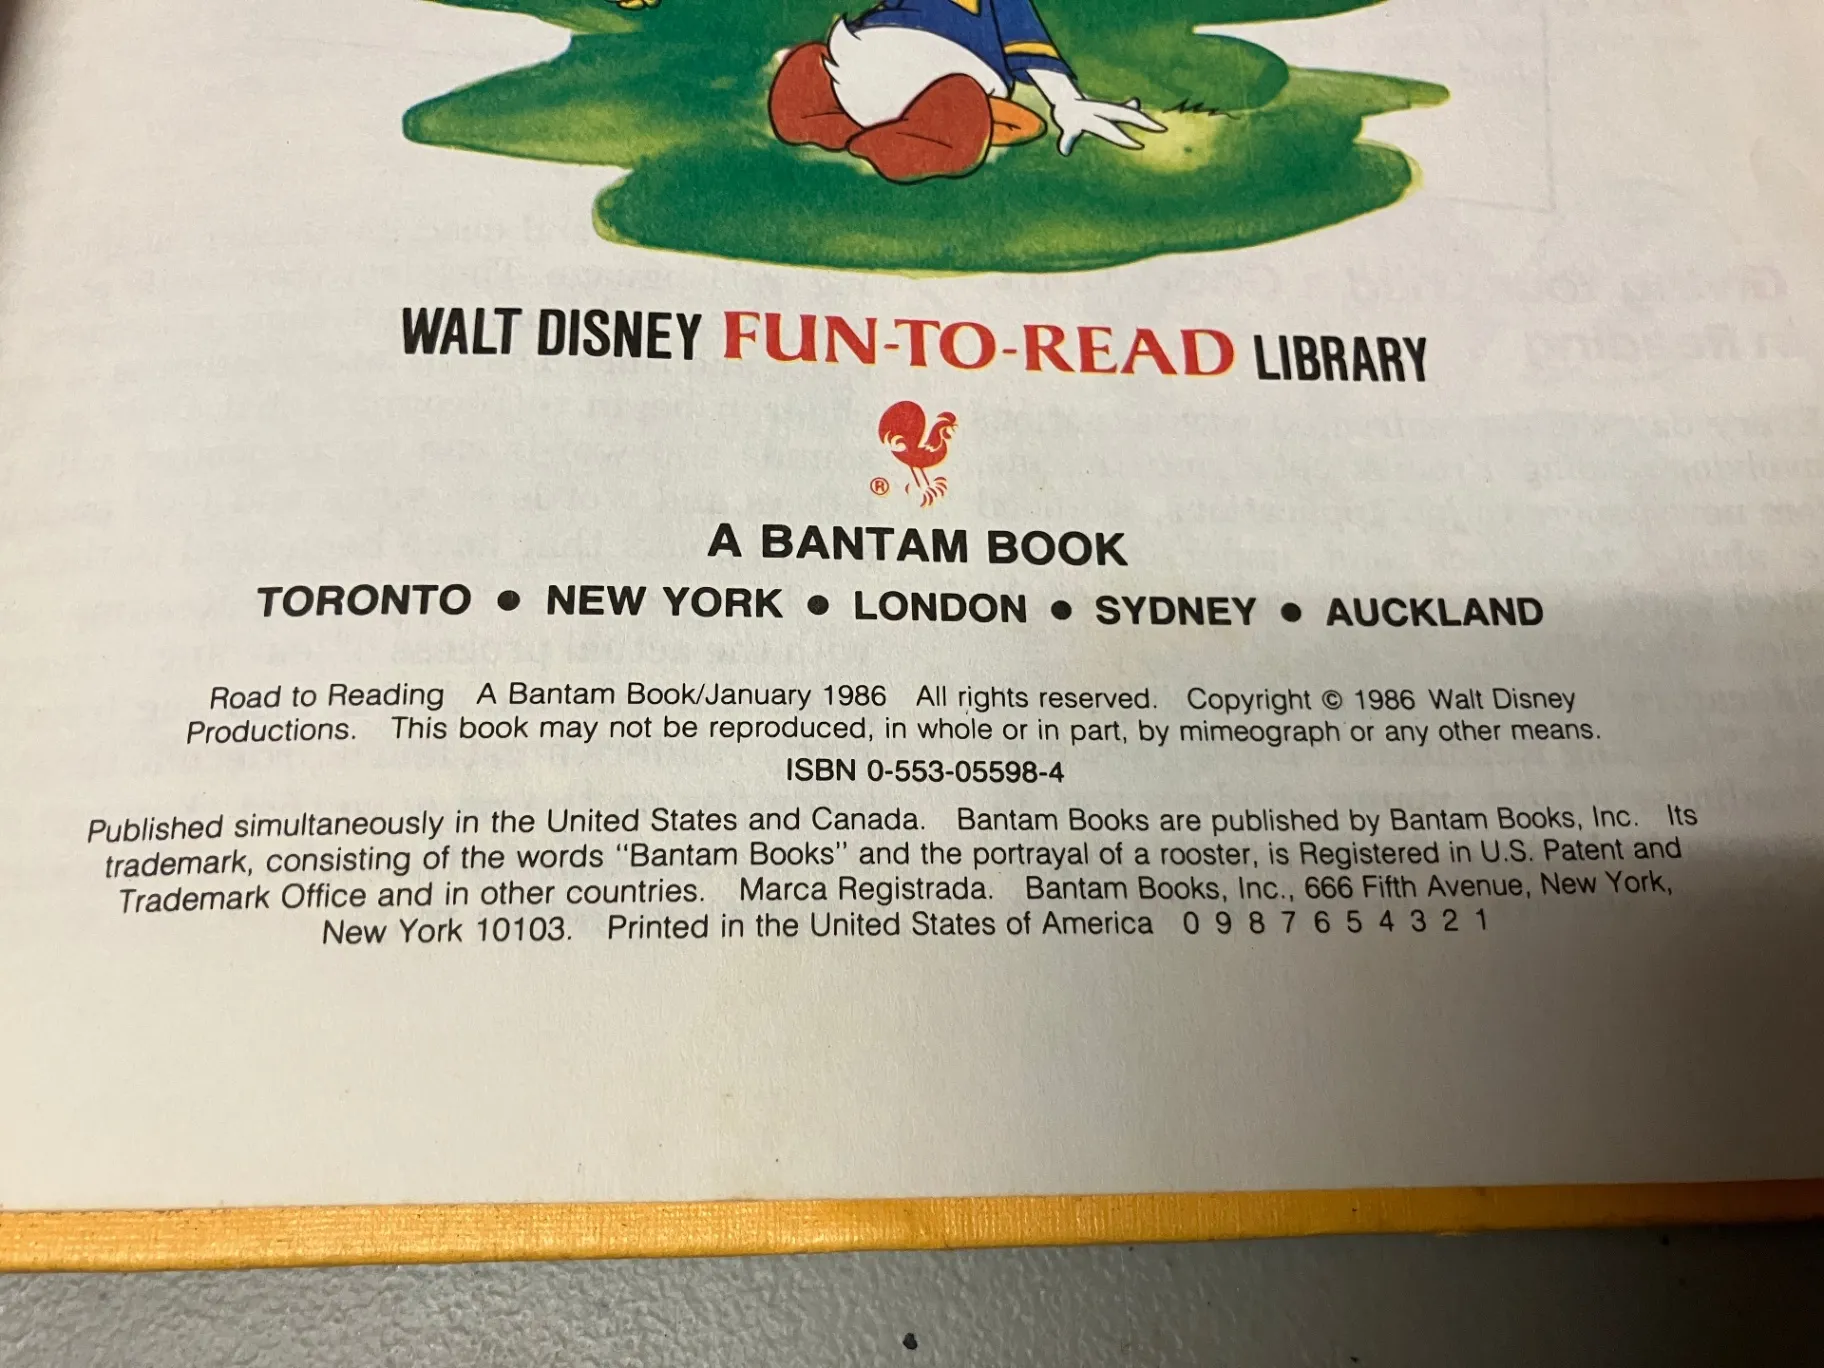 WALT DISNEY FUN-TO-READ LIBRARY
®
A BANTAM BOOK
TORONTO • NEW YORK • LONDON • SYDNEY • AUCKLAND
Road to Reading A Bantam Book/January 1986 All rights reserved. Copyright © 1986 Walt Disney
Productions. This book may not be reproduced, in whole or in part, by mimeograph or any other means.
ISBN 0-553-05598-4
Published simultaneously in the United States and Canada. Bantam Books are published by Bantam Books, Inc. Its
trademark, consisting of the words "Bantam Books" and the portrayal of a rooster, is Registered in U.S. Patent and
Trademark Office and in other countries. Marca Registrada. Bantam Books, Inc., 666 Fifth Avenue, New York,
New York 10103. Printed in the United States of America 0 9 8 7 6 5 4 3 2 1